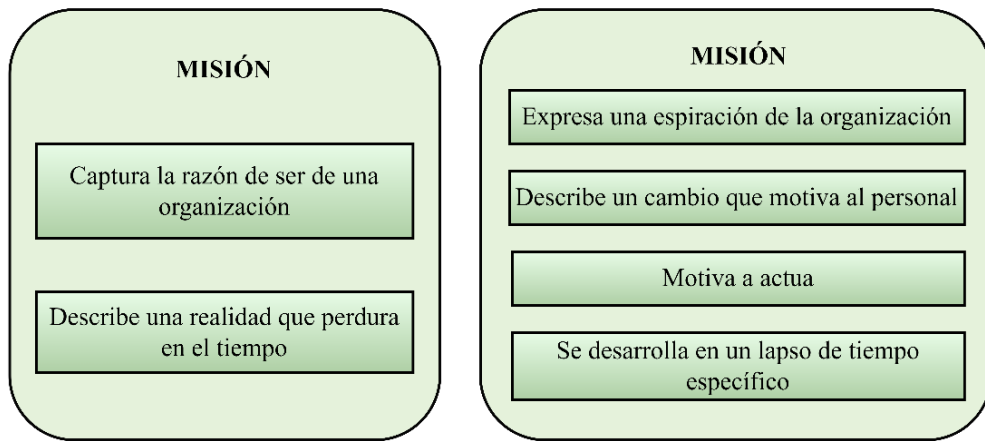 MISIÓN
Captura la razón de ser de una
organización
Describe una realidad que perdura
en el tiempo
MISIÓN
Expresa una espiración de la organización
Describe un cambio que motiva al personal
Motiva a actua
Se desarrolla en un lapso de tiempo
específico